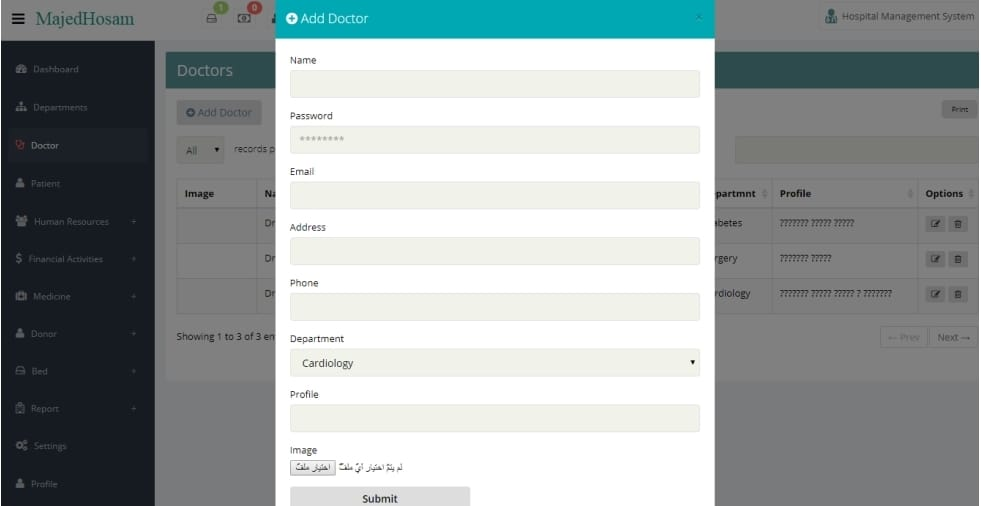 MajedHosam
1
0
Add Doctor
×
Hospital Management System
Dashboard
Departments
Doctor
Patient
Human Resources +
Financial Activities +
Medicine +
Donor +
Bed +
Report +
Settings
Profile
Doctors
Add Doctor
Print
All
records p
Image
Na
partmnt
Profile
Options
Dr
abetes
??????? ????? ?????
Dr
rgery
??????? ?????
Dr
rdiology
??????? ????? ????? ? ???????
Showing 1 to 3 of 3 en
← Prev
Next →
Name
Password
********
Email
Address
Phone
Department
Cardiology
Profile
Image
اختيار ملف لم يتم اختيار أي ملف
Submit